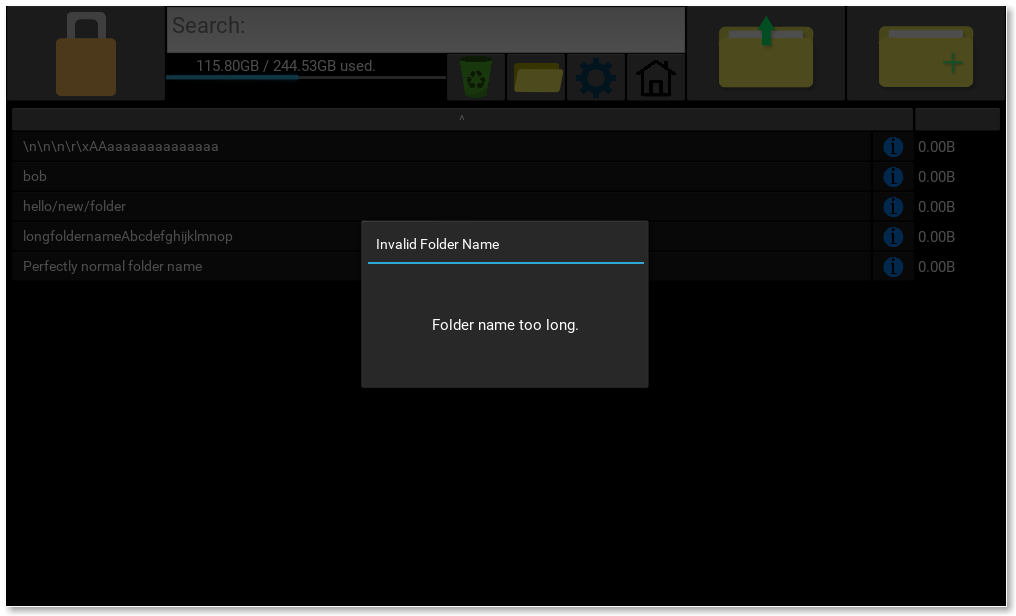 Search:
115.80GB / 244.53GB used.
^
\n\n\n\r\xAAaaaaaaaaaaaaaaa
0.00B
bob
0.00B
hello/new/folder
0.00B
longfoldernameAbcdefghijklmnop
0.00B
Perfectly normal folder name
0.00B
Invalid Folder Name
Folder name too long.